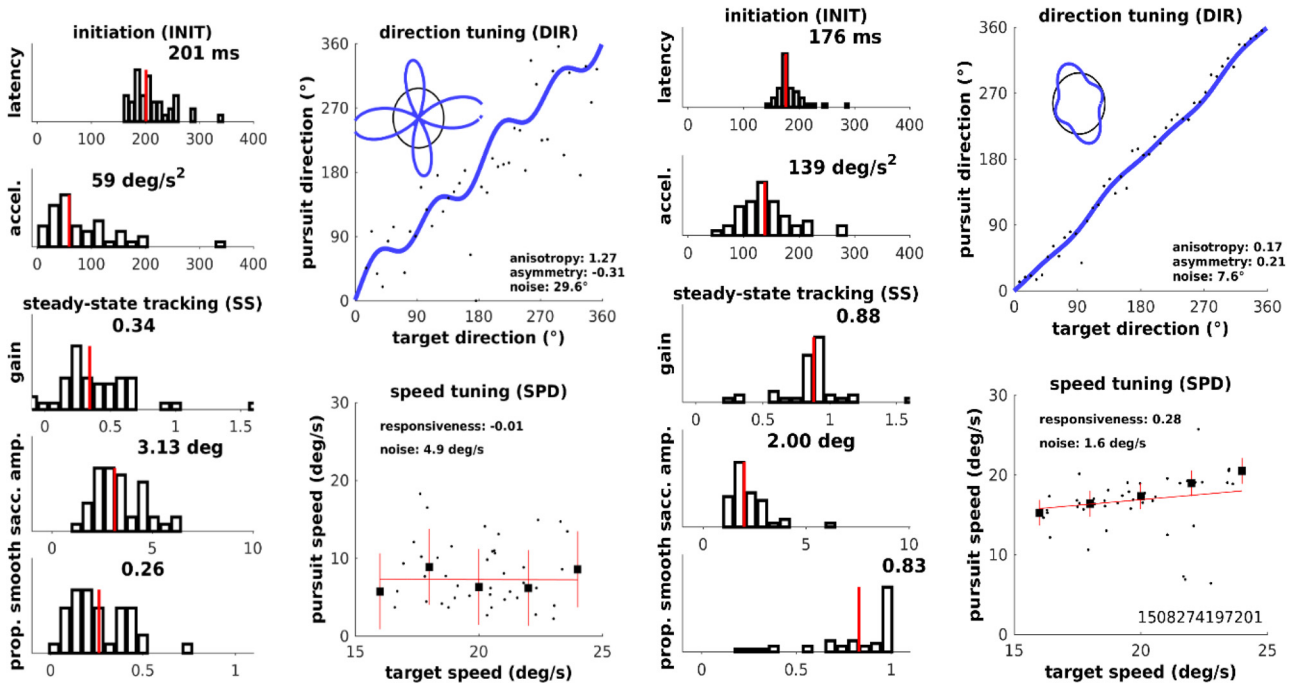 initiation (INIT)
201 ms
latency
0 100 200 300 400
59 deg/s2
accel.
0 100 200 300 400
steady-state tracking (SS)
0.34
gain
0 0.5 1 1.5
3.13 deg
sacc. amp.
0 5 10
0.26
prop. smooth
0 0.5 1
direction tuning (DIR)
360
270
180
90
0
pursuit direction (°)
anisotropy: 1.27
asymmetry: -0.31
noise: 29.6°
0 90 180 270 360
target direction (°)
speed tuning (SPD)
30
20
10
0
pursuit speed (deg/s)
responsiveness: -0.01
noise: 4.9 deg/s
15 20 25
target speed (deg/s)
initiation (INIT)
176 ms
latency
0 100 200 300 400
139 deg/s2
accel.
0 100 200 300 400
steady-state tracking (SS)
0.88
gain
0 0.5 1 1.5
2.00 deg
sacc. amp.
0 5 10
0.83
prop. smooth
0 0.5 1
direction tuning (DIR)
360
270
180
90
0
pursuit direction (°)
anisotropy: 0.17
asymmetry: 0.21
noise: 7.6°
0 90 180 270 360
target direction (°)
speed tuning (SPD)
30
20
10
0
pursuit speed (deg/s)
responsiveness: 0.28
noise: 1.6 deg/s
1508274197201
15 20 25
target speed (deg/s)